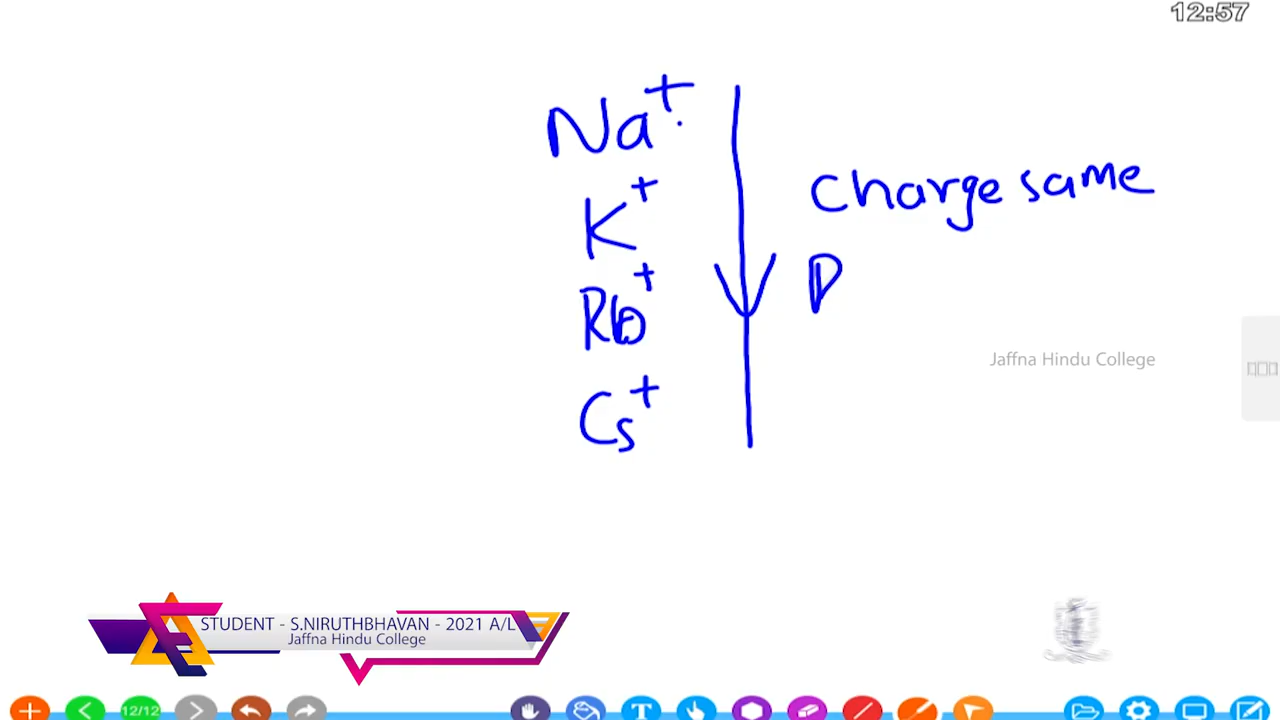 12:57
Na⁺
K⁺
Rb⁺
Cs⁺
Charge same
Jaffna Hindu College
STUDENT - S.NIRUTHBHAVAN - 2021 A/L
Jaffna Hindu College
12/12
T